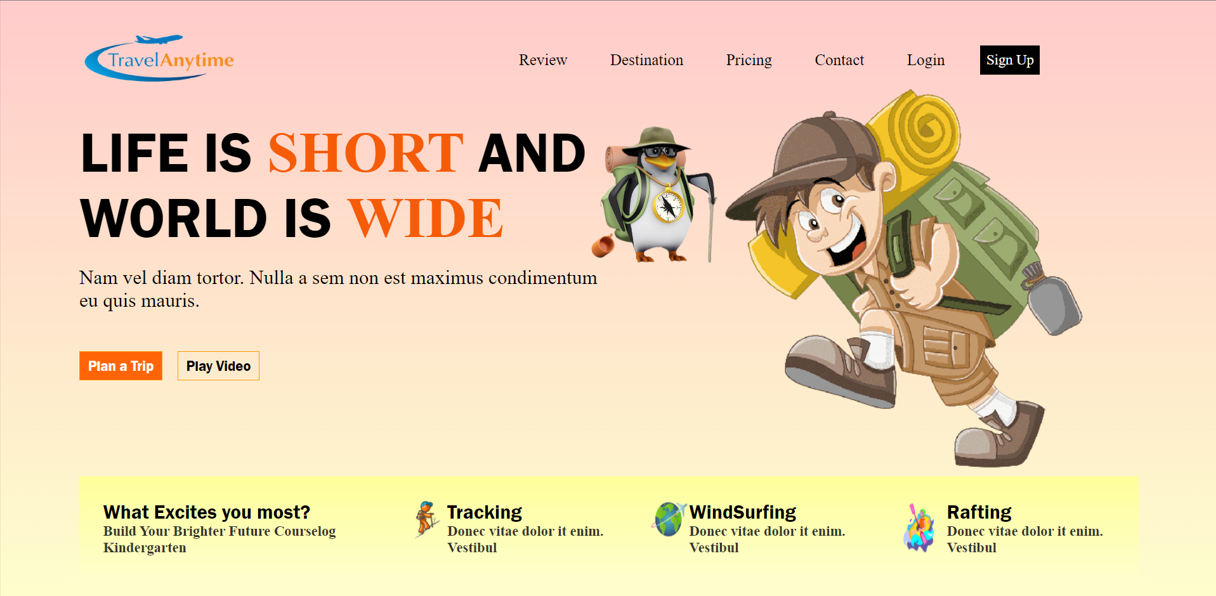 TravelAnytime
Review
Destination
Pricing
Contact
Login
Sign Up
LIFE IS SHORT AND
WORLD IS WIDE
Nam vel diam tortor. Nulla a sem non est maximus condimentum
eu quis mauris.
Plan a Trip
Play Video
What Excites you most?
Build Your Brighter Future Courselog
Kindergarten
Tracking
Donec vitae dolor it enim.
Vestibul
WindSurfing
Donec vitae dolor it enim.
Vestibul
Rafting
Donec vitae dolor it enim.
Vestibul